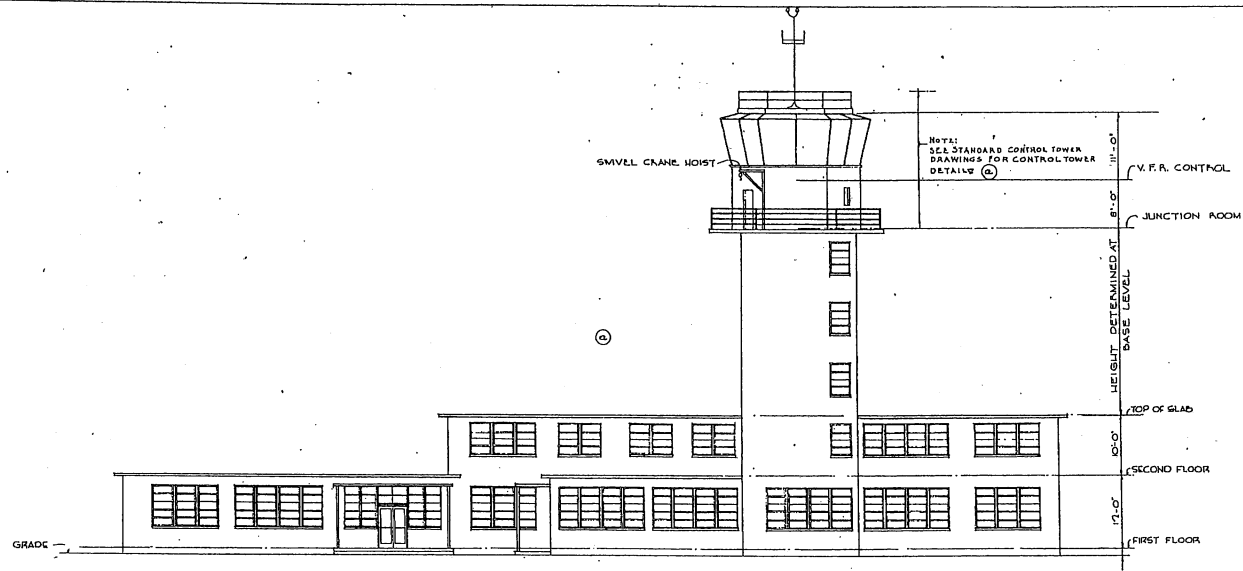 SWIVEL CRANE HOIST
NOTE:
SEE STANDARD CONTROL TOWER
DRAWINGS FOR CONTROL TOWER
DETAILS a
11'-0"
V. F. R. CONTROL
8'-0"
JUNCTION ROOM
HEIGHT DETERMINED AT
BASE LEVEL
a
TOP OF SLAB
10'-0"
SECOND FLOOR
12'-0"
FIRST FLOOR
GRADE